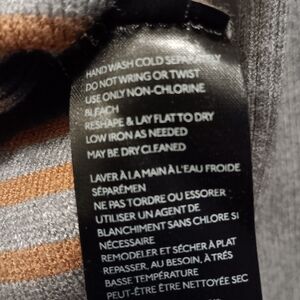 HAND WASH COLD SEPARATELY
DO NOT WRING OR TWIST
USE ONLY NON-CHLORINE
BLEACH
RESHAPE & LAY FLAT TO DRY
LOW IRON AS NEEDED
MAY BE DRY CLEANED
LAVER À LA MAIN À L'EAU FROIDE
SÉPARÉMEN
NE PAS TORDRE OU ESSORER
UTILISER UN AGENT DE
BLANCHIMENT SANS CHLORE SI
NÉCESSAIRE
REMODELER ET SÉCHER À PLAT
REPASSER, AU BESOIN, À TRÈS
BASSE TEMPÉRATURE
PEUT-ÊTRE ÊTRE NETTOYÉE SEC